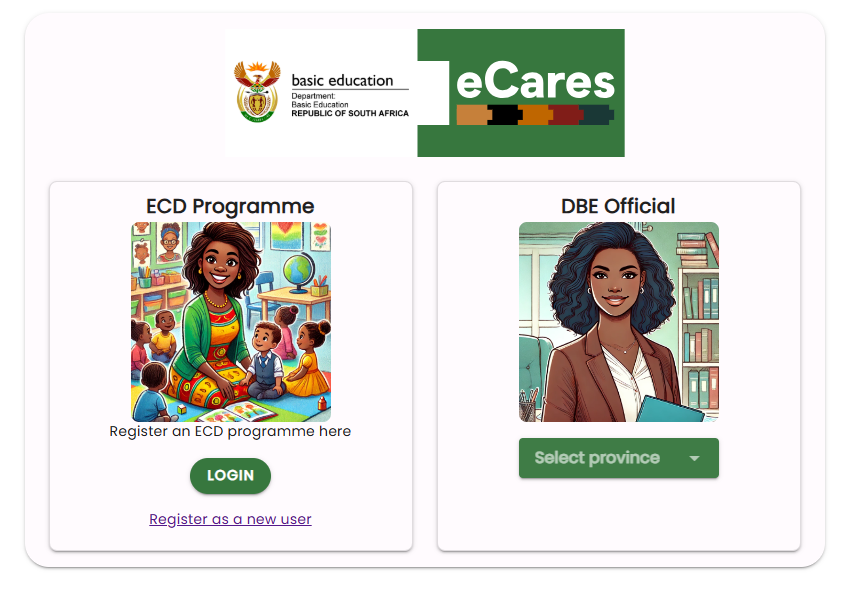 basic education
Department:
Basic Education
REPUBLIC OF SOUTH AFRICA
eCares
ECD Programme
Register an ECD programme here
LOGIN
Register as a new user
DBE Official
Select province